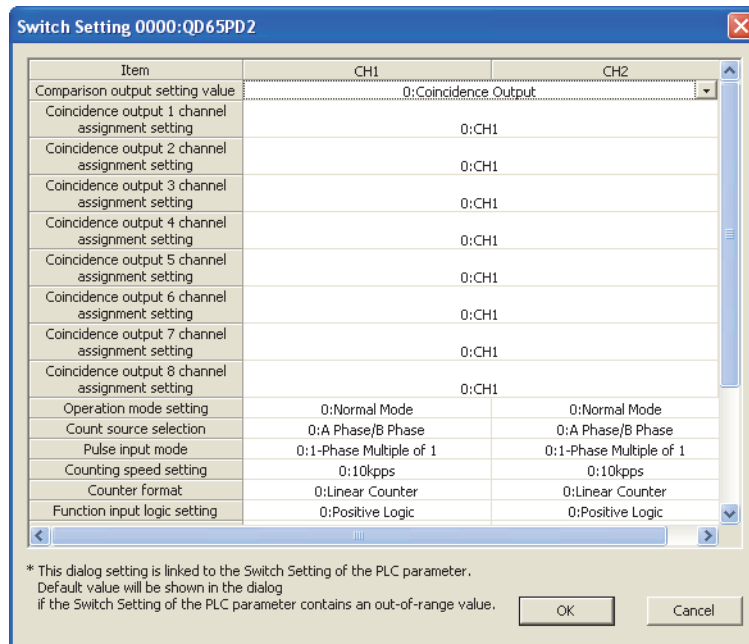 Switch Setting 0000:QD65PD2
Item CH1 CH2
Comparison output setting value 0:Coincidence Output
Coincidence output 1 channel
assignment setting 0:CH1
Coincidence output 2 channel
assignment setting 0:CH1
Coincidence output 3 channel
assignment setting 0:CH1
Coincidence output 4 channel
assignment setting 0:CH1
Coincidence output 5 channel
assignment setting 0:CH1
Coincidence output 6 channel
assignment setting 0:CH1
Coincidence output 7 channel
assignment setting 0:CH1
Coincidence output 8 channel
assignment setting 0:CH1
Operation mode setting 0:Normal Mode 0:Normal Mode
Count source selection 0:A Phase/B Phase 0:A Phase/B Phase
Pulse input mode 0:1-Phase Multiple of 1 0:1-Phase Multiple of 1
Counting speed setting 0:10kpps 0:10kpps
Counter format 0:Linear Counter 0:Linear Counter
Function input logic setting 0:Positive Logic 0:Positive Logic
* This dialog setting is linked to the Switch Setting of the PLC parameter.
Default value will be shown in the dialog
if the Switch Setting of the PLC parameter contains an out-of-range value.
OK Cancel